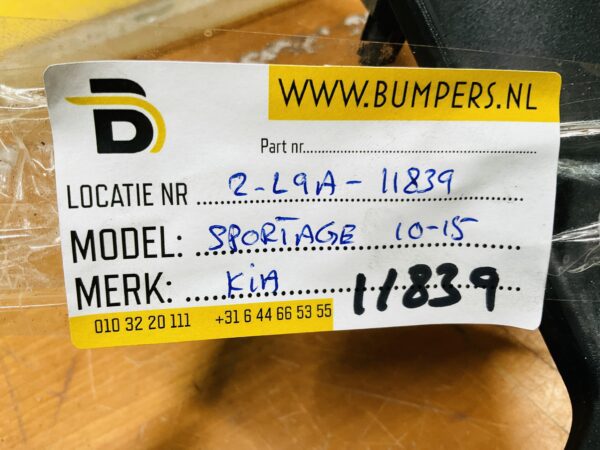 B
WWW.BUMPERS.NL
Part nr......................................................
LOCATIE NR 2-L9A-11839
MODEL: SPORTAGE 10-15
MERK: KiA 11839
010 32 20 111 +31 6 44 66 53 55